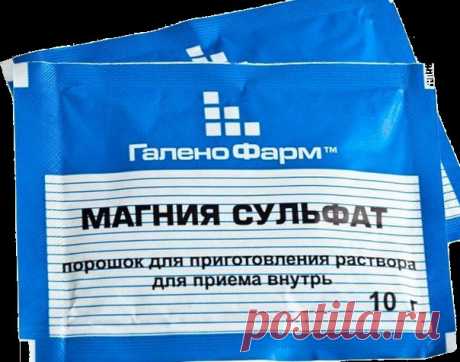 ГаленоФарм™
МАГНИЯ СУЛЬФАТ
порошок для приготовления раствора
для приема внутрь
10 г
postila.ru